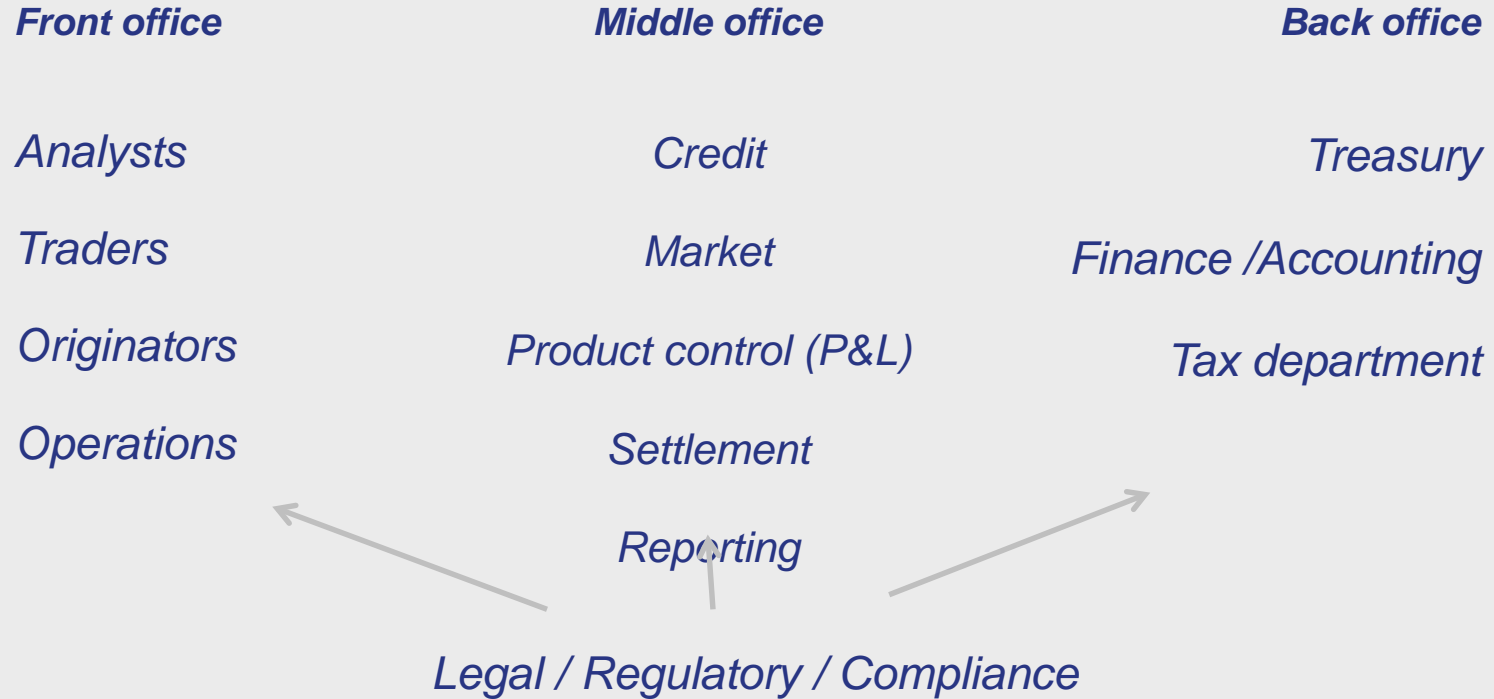 Front office
Middle office
Back office
Analysts
Credit
Treasury
Traders
Market
Finance /Accounting
Originators
Product control (P&L)
Tax department
Operations
Settlement
Reporting
Legal / Regulatory / Compliance